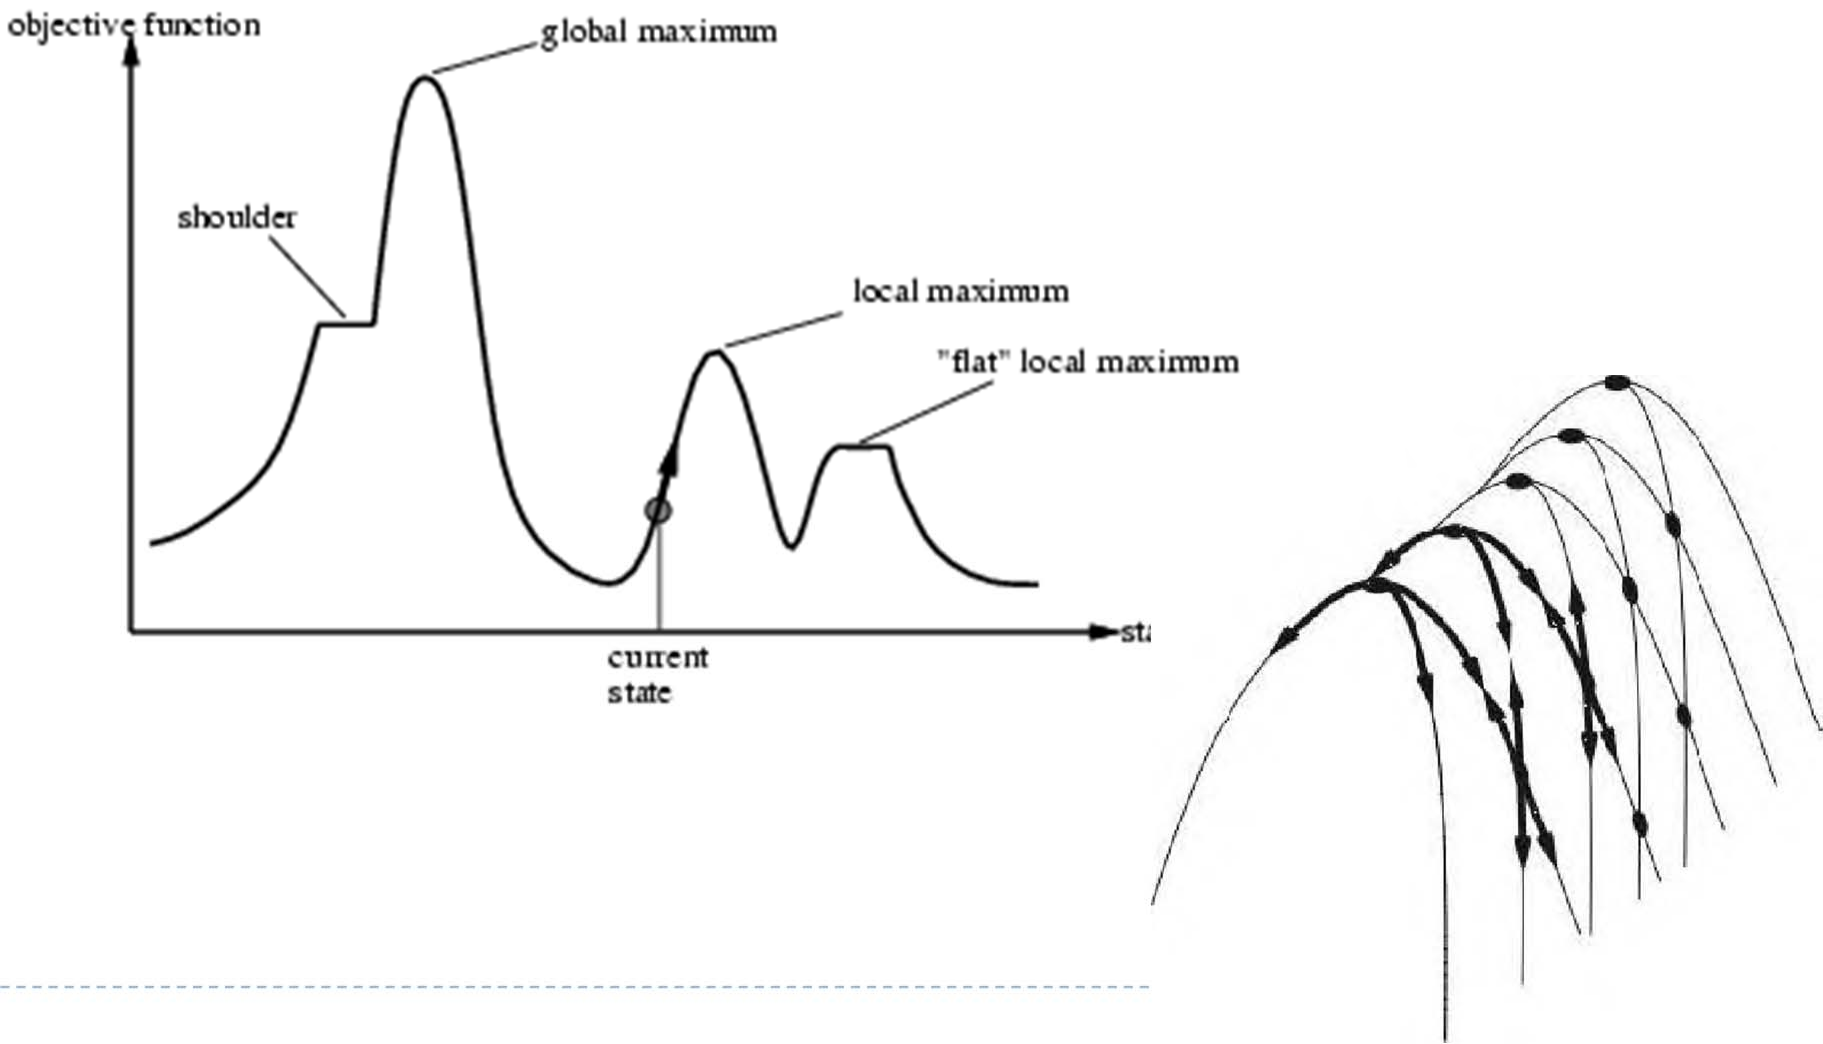 objective function
global maximum
shoulder
local maximum
"flat" local maximum
current
state